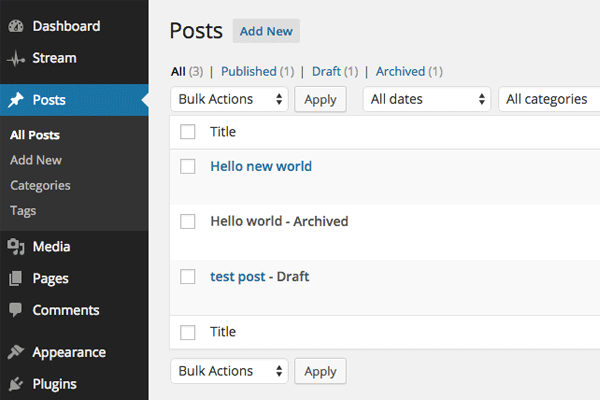 Dashboard
Stream
Posts
All Posts
Add New
Categories
Tags
Media
Pages
Comments
Appearance
Plugins
Posts Add New
All (3) | Published (1) | Draft (1) | Archived (1)
Bulk Actions Apply All dates All categories
Title
Hello new world
Hello world - Archived
test post - Draft
Title
Bulk Actions Apply